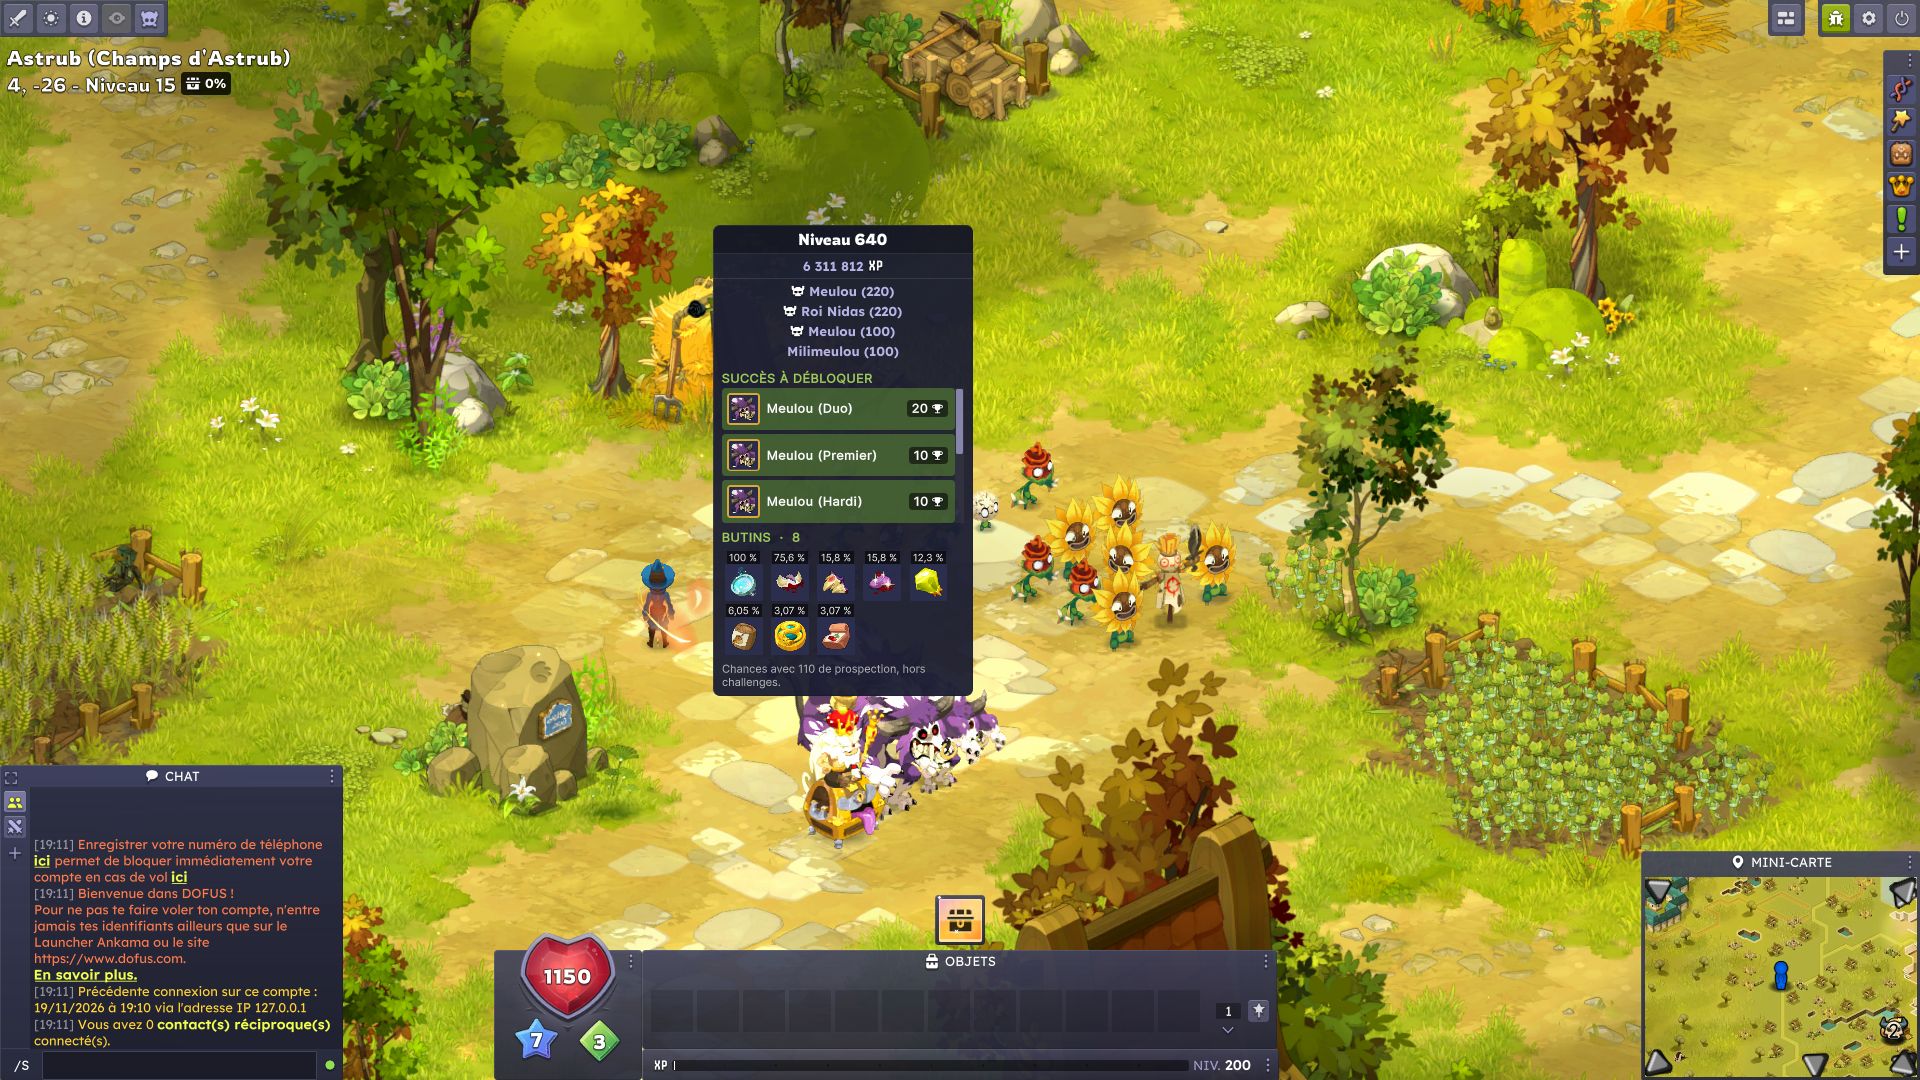 Astrub (Champs d'Astrub)
4, -26 - Niveau 15 0%
Niveau 640
6 311 812 XP
Meulou (220)
Roi Nidas (220)
Meulou (100)
Milimeulou (100)
SUCCÈS À DÉBLOQUER
Meulou (Duo) 20
Meulou (Premier) 10
Meulou (Hardi) 10
BUTINS · 8
100 % 75,6 % 15,8 % 15,8 % 12,3 %
6,05 % 3,07 % 3,07 %
Chances avec 110 de prospection, hors
challenges.
CHAT
[19:11] Enregistrer votre numéro de téléphone
ici permet de bloquer immédiatement votre
compte en cas de vol ici
[19:11] Bienvenue dans DOFUS !
Pour ne pas te faire voler ton compte, n'entre
jamais tes identifiants ailleurs que sur le
Launcher Ankama ou le site
https://www.dofus.com.
En savoir plus.
[19:11] Précédente connexion sur ce compte :
19/11/2026 à 19:10 via l'adresse IP 127.0.0.1
[19:11] Vous avez 0 contact(s) réciproque(s)
connecté(s).
/S
1150
7
3
OBJETS
1
XP
NIV. 200
MINI-CARTE
2